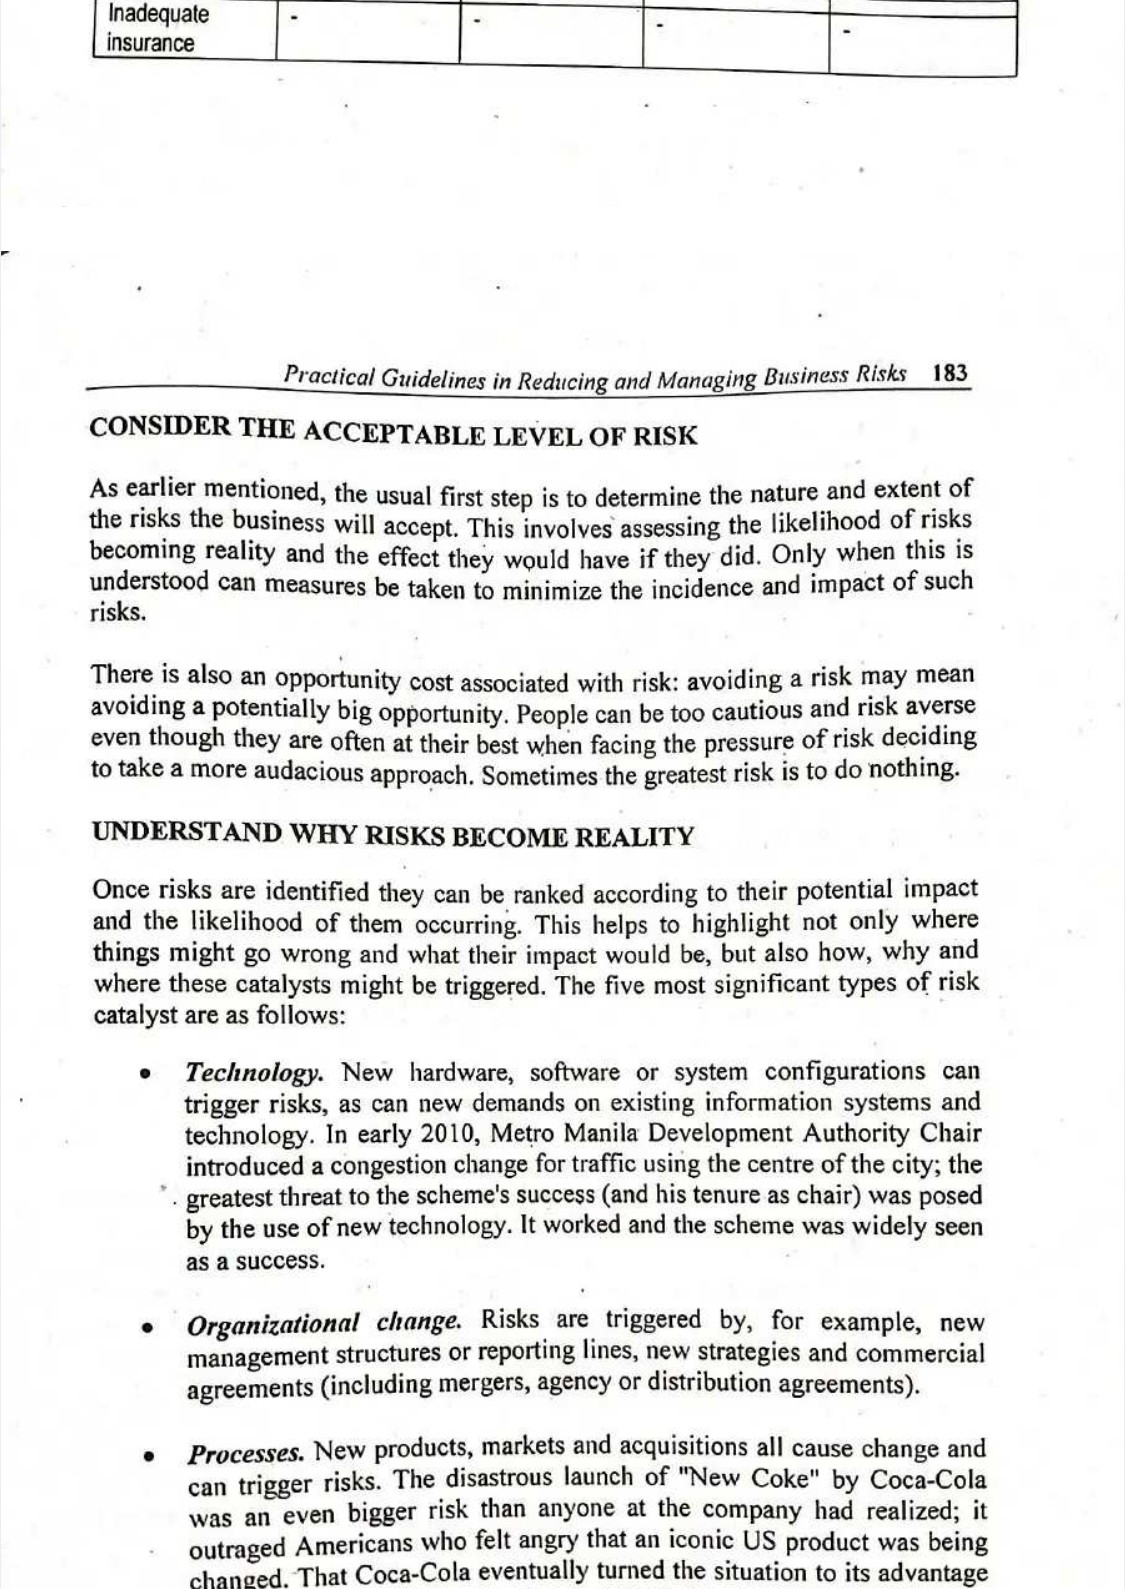 Inadequate - - - -
insurance
Practical Guidelines in Reducing and Managing Business Risks 183
CONSIDER THE ACCEPTABLE LEVEL OF RISK
As earlier mentioned, the usual first step is to determine the nature and extent of
the risks the business will accept. This involves assessing the likelihood of risks
becoming reality and the effect they would have if they did. Only when this is
understood can measures be taken to minimize the incidence and impact of such
risks.
There is also an opportunity cost associated with risk: avoiding a risk may mean
avoiding a potentially big opportunity. People can be too cautious and risk averse
even though they are often at their best when facing the pressure of risk deciding
to take a more audacious approach. Sometimes the greatest risk is to do nothing.
UNDERSTAND WHY RISKS BECOME REALITY
Once risks are identified they can be ranked according to their potential impact
and the likelihood of them occurring. This helps to highlight not only where
things might go wrong and what their impact would be, but also how, why and
where these catalysts might be triggered. The five most significant types of risk
catalyst are as follows:
• Technology. New hardware, software or system configurations can
trigger risks, as can new demands on existing information systems and
technology. In early 2010, Metro Manila Development Authority Chair
introduced a congestion change for traffic using the centre of the city; the
greatest threat to the scheme's success (and his tenure as chair) was posed
by the use of new technology. It worked and the scheme was widely seen
as a success.
• Organizational change. Risks are triggered by, for example, new
management structures or reporting lines, new strategies and commercial
agreements (including mergers, agency or distribution agreements).
• Processes. New products, markets and acquisitions all cause change and
can trigger risks. The disastrous launch of "New Coke" by Coca-Cola
was an even bigger risk than anyone at the company had realized; it
outraged Americans who felt angry that an iconic US product was being
changed. That Coca-Cola eventually turned the situation to its advantage